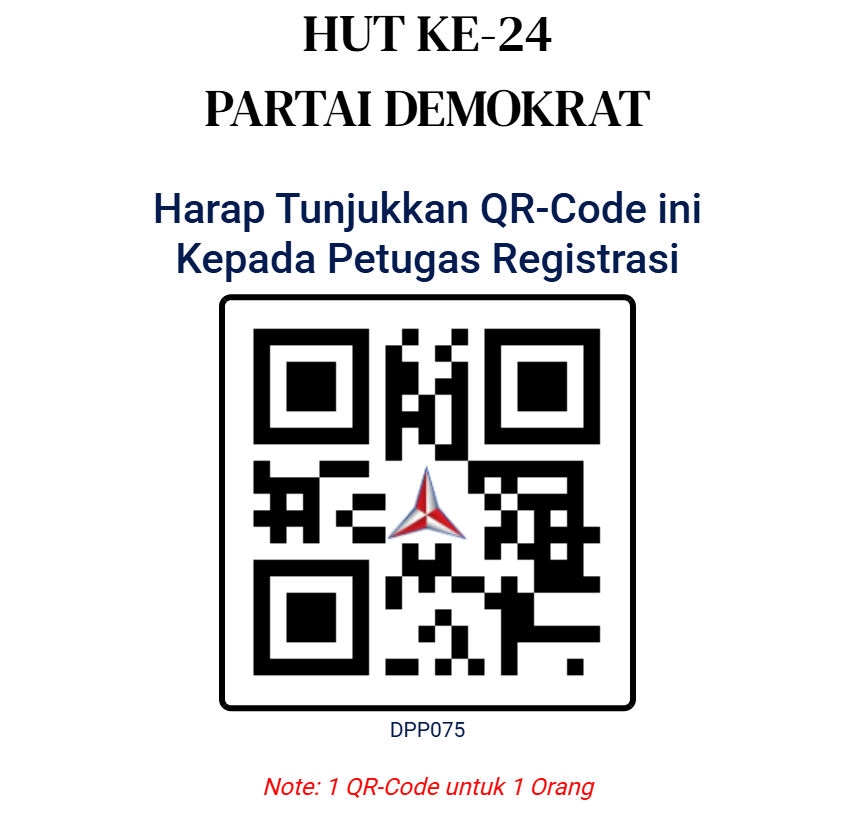 HUT KE-24
PARTAI DEMOKRAT
Harap Tunjukkan QR-Code ini
Kepada Petugas Registrasi
DPP075
Note: 1 QR-Code untuk 1 Orang